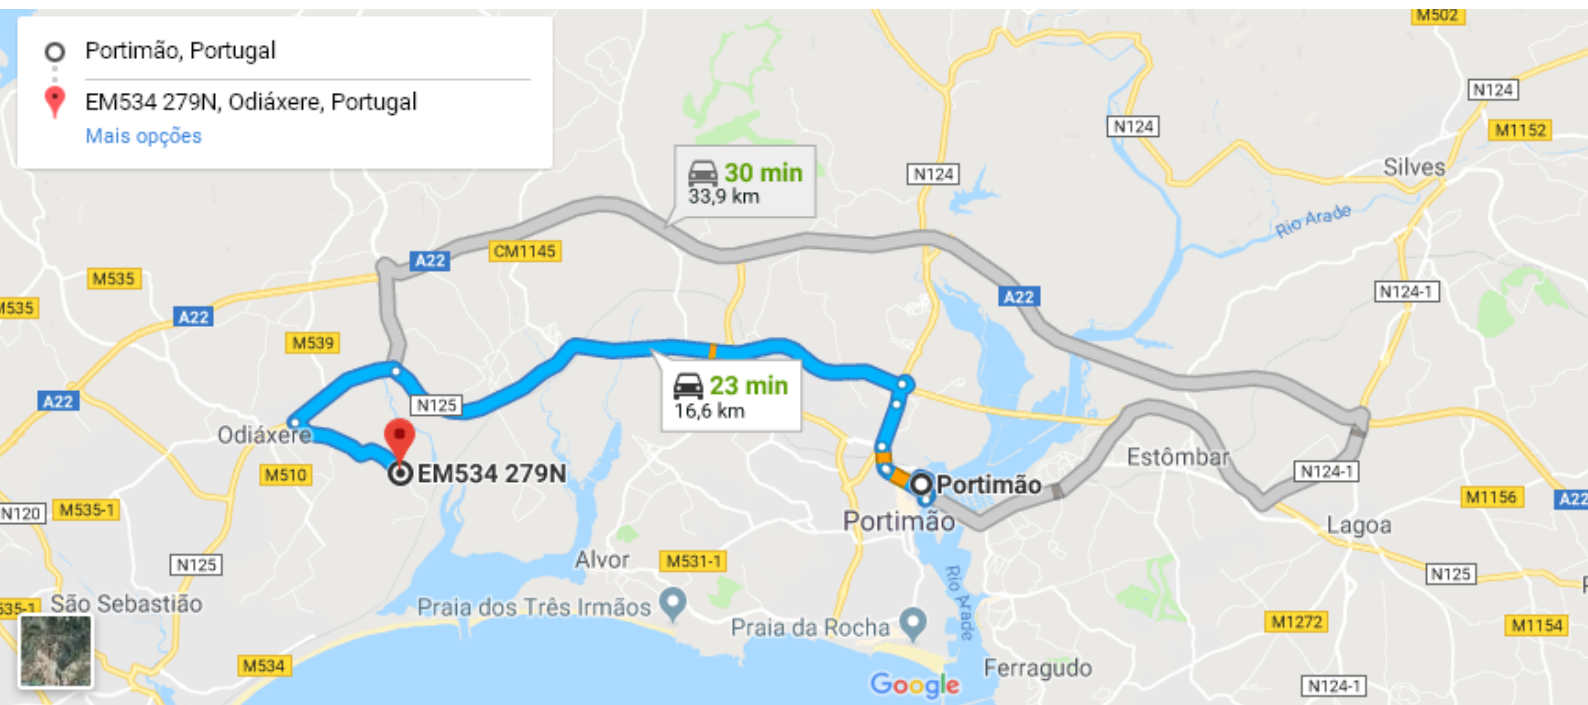 Portimão, Portugal
EM534 279N, Odiáxere, Portugal
Mais opções
M502
N124
M1152
N124
Silves
30 min
33,9 km
N124
Rio Arade
A22
CM1145
M535
M535
A22
A22
N124-1
M539
23 min
16,6 km
A22
N125
Odiáxere
M510
EM534 279N
Portimão
Estômbar
N124-1
M1156
A22
N120
M535-1
Portimão
Lagoa
N125
Alvor
M531-1
N125
Rio Arade
535-1
São Sebastião
Praia dos Três Irmãos
Praia da Rocha
M1272
M1154
M534
Ferragudo
Google
N124-1